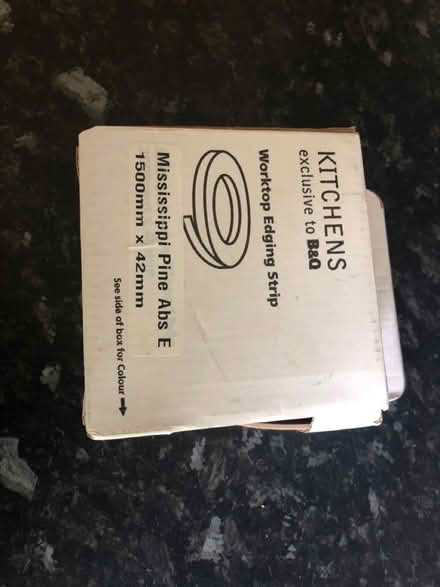 KITCHENS
exclusive to B&Q
Worktop Edging Strip
Mississippi Pine Abs E
1500mm x 42mm
See side of box for Colour